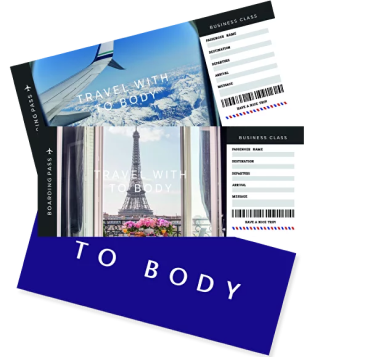 BUSINESS CLASS
PASSENGER NAME
DESTINATION
DEPARTURE
ARRIVAL
MESSAGE
HAVE A NICE TRIP!
TRAVEL WITH
TO BODY
BOARDING PASS
BUSINESS CLASS
PASSENGER NAME
DESTINATION
DEPARTURE
ARRIVAL
MESSAGE
HAVE A NICE TRIP!
TRAVEL WITH
TO BODY
BOARDING PASS
TO BODY